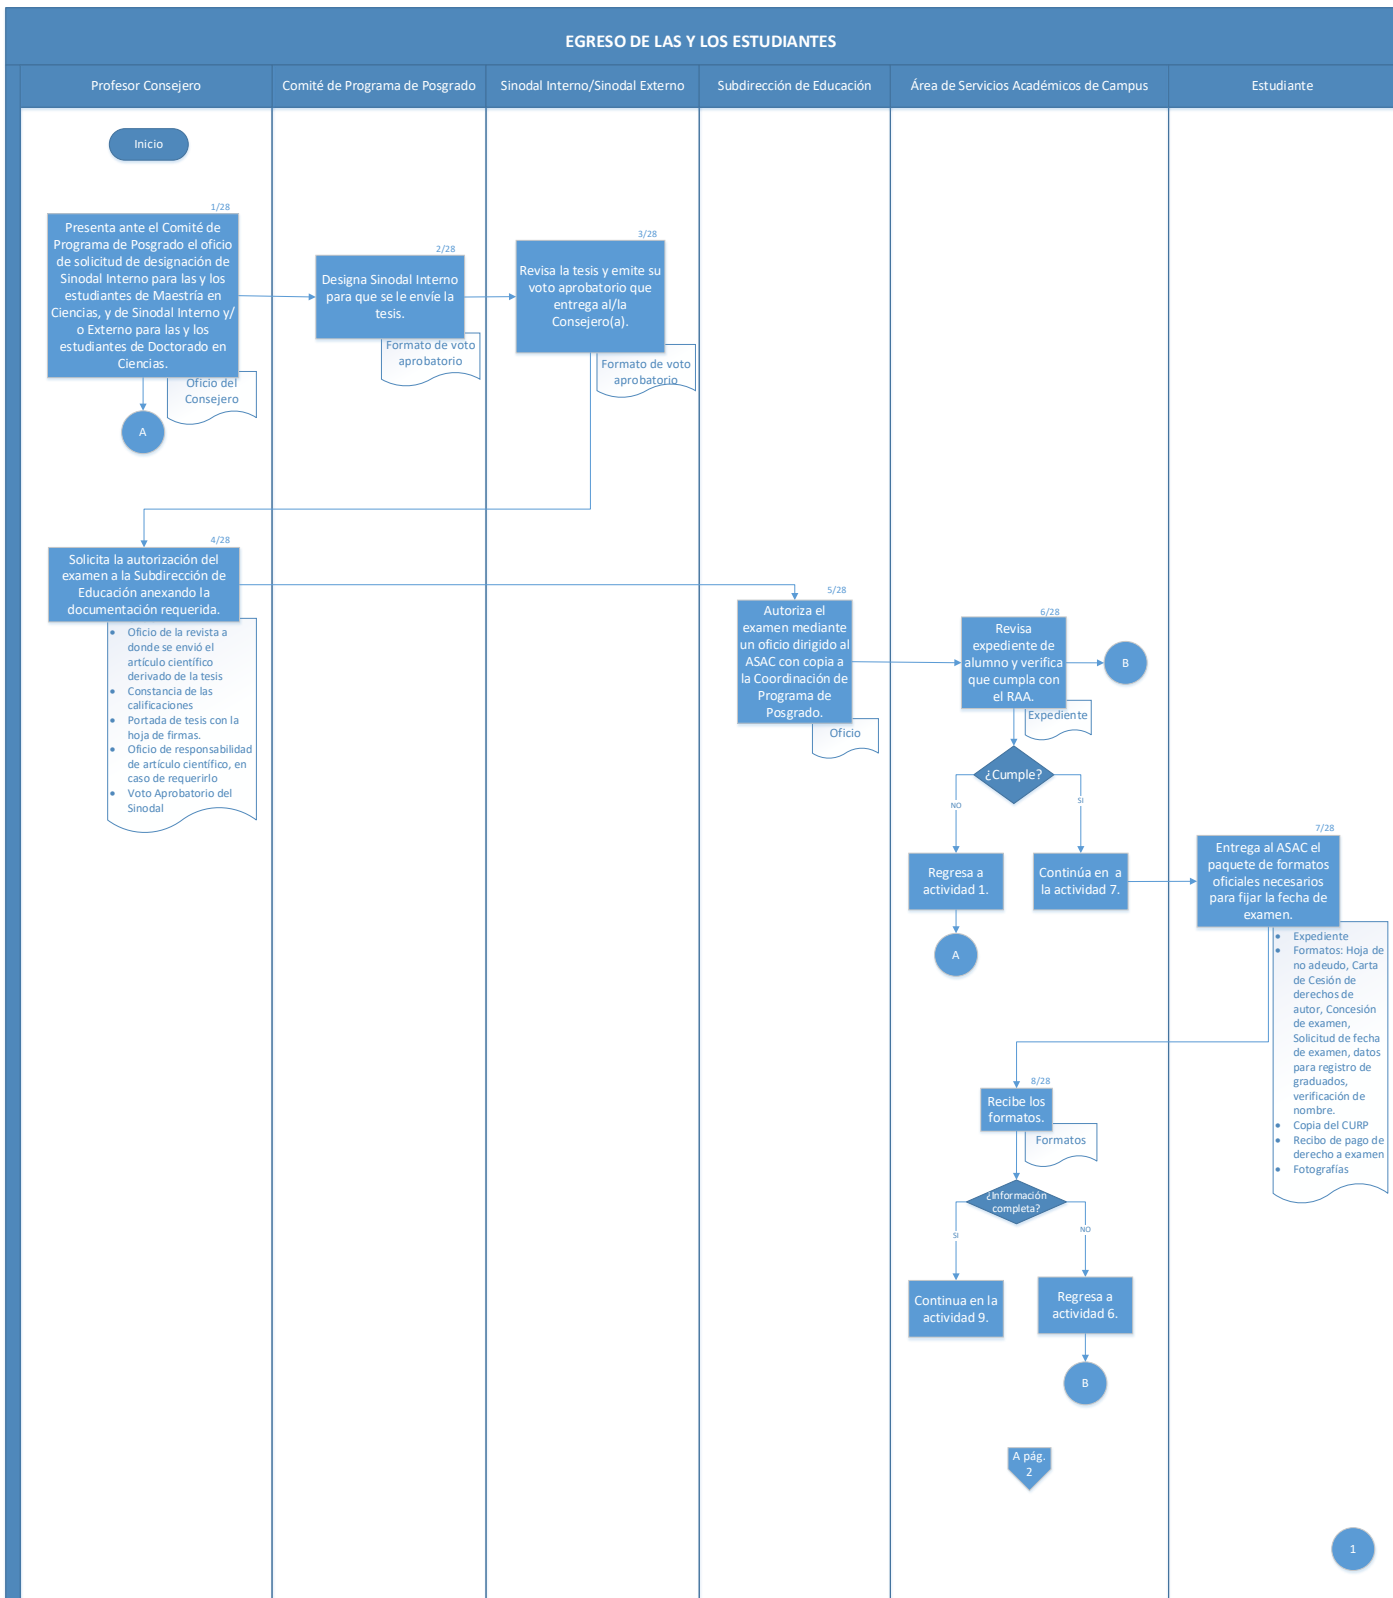 EGRESO DE LAS Y LOS ESTUDIANTES
Profesor Consejero
Comité de Programa de Posgrado
Sinodal Interno/Sinodal Externo
Subdirección de Educación
Área de Servicios Académicos de Campus
Estudiante
Inicio
1/28
Presenta ante el Comité de
Programa de Posgrado el oficio
de solicitud de designación de
Sinodal Interno para las y los
estudiantes de Maestría en
Ciencias, y de Sinodal Interno y/
o Externo para las y los
estudiantes de Doctorado en
Ciencias.
Oficio del
Consejero
A
2/28
Designa Sinodal Interno
para que se le envíe la
tesis.
Formato de voto
aprobatorio
3/28
Revisa la tesis y emite su
voto aprobatorio que
entrega al/la
Consejero(a).
Formato de voto
aprobatorio
4/28
Solicita la autorización del
examen a la Subdirección de
Educación anexando la
documentación requerida.
• Oficio de la revista a
donde se envió el
artículo científico
derivado de la tesis
• Constancia de las
calificaciones
• Portada de tesis con la
hoja de firmas.
• Oficio de responsabilidad
de artículo científico, en
caso de requerirlo
• Voto Aprobatorio del
Sinodal
5/28
Autoriza el
examen mediante
un oficio dirigido al
ASAC con copia a
la Coordinación de
Programa de
Posgrado.
Oficio
6/28
Revisa
expediente de
alumno y verifica
que cumpla con
el RAA.
Expediente
B
¿Cumple?
NO
SI
Regresa a
actividad 1.
Continúa en a
la actividad 7.
A
7/28
Entrega al ASAC el
paquete de formatos
oficiales necesarios
para fijar la fecha de
examen.
• Expediente
• Formatos: Hoja de
no adeudo, Carta
de Cesión de
derechos de
autor, Concesión
de examen,
Solicitud de fecha
de examen, datos
para registro de
graduados,
verificación de
nombre.
• Copia del CURP
• Recibo de pago de
derecho a examen
• Fotografías
8/28
Recibe los
formatos.
Formatos
¿Información
completa?
SI
NO
Continua en la
actividad 9.
Regresa a
actividad 6.
B
A pág.
2
1